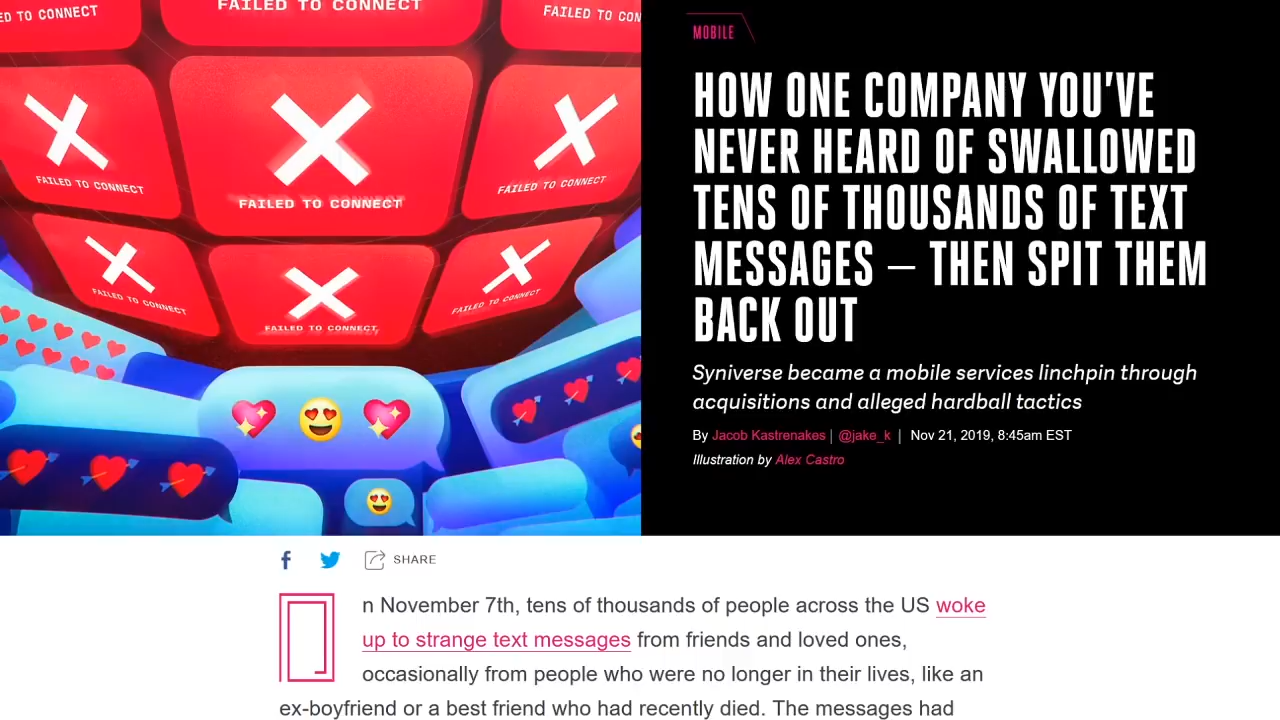 FAILED TO CONNECT
FAILED TO CONNECT
FAILED TO CON
FAILED TO CONNECT
FAILED TO CONNECT
FAILED TO CONNECT
FAILED TO CONNECT
FAILED TO CONNECT
FAILED TO CONNECT
MOBILE
HOW ONE COMPANY YOU'VE
NEVER HEARD OF SWALLOWED
TENS OF THOUSANDS OF TEXT
MESSAGES — THEN SPIT THEM
BACK OUT
Syniverse became a mobile services linchpin through
acquisitions and alleged hardball tactics
By Jacob Kastrenakes | @jake_k | Nov 21, 2019, 8:45am EST
Illustration by Alex Castro
SHARE
n November 7th, tens of thousands of people across the US woke
up to strange text messages from friends and loved ones,
occasionally from people who were no longer in their lives, like an
ex-boyfriend or a best friend who had recently died. The messages had